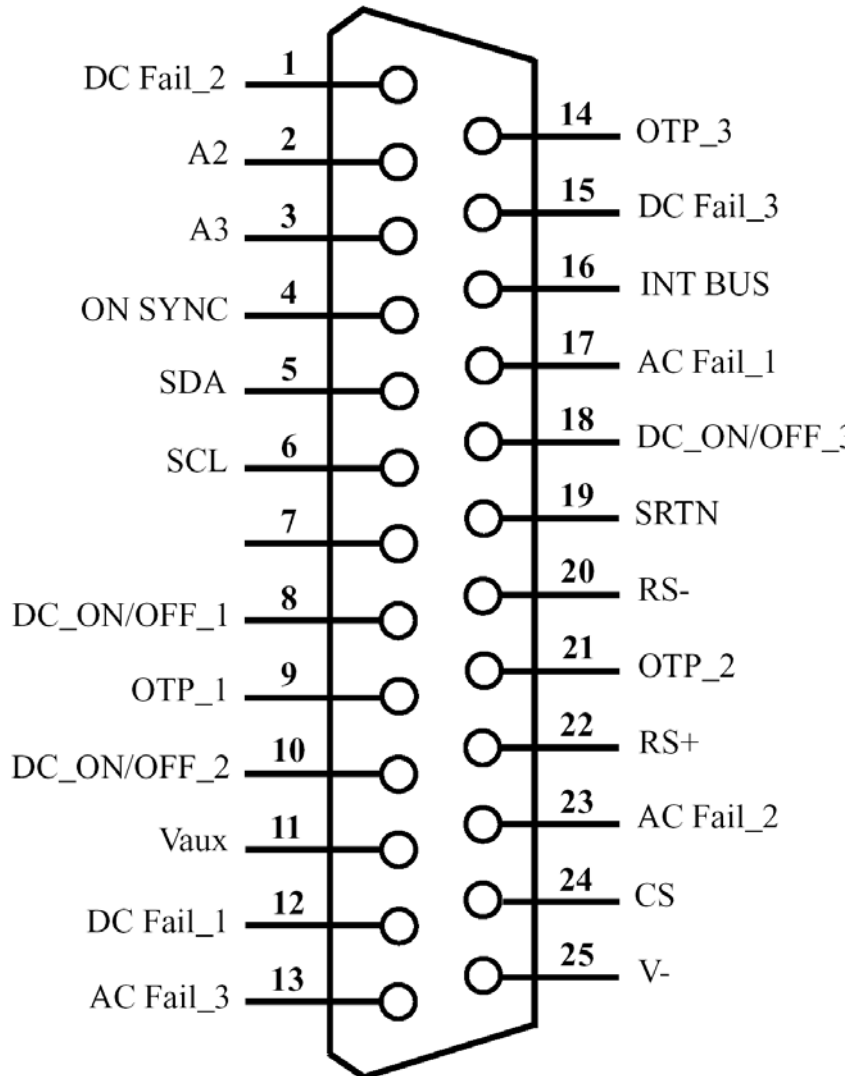 DC Fail_2 1
A2 2
A3 3
ON SYNC 4
SDA 5
SCL 6
7
DC_ON/OFF_1 8
OTP_1 9
DC_ON/OFF_2 10
Vaux 11
DC Fail_1 12
AC Fail_3 13
14 OTP_3
15 DC Fail_3
16 INT BUS
17 AC Fail_1
18 DC_ON/OFF_3
19 SRTN
20 RS-
21 OTP_2
22 RS+
23 AC Fail_2
24 CS
25 V-